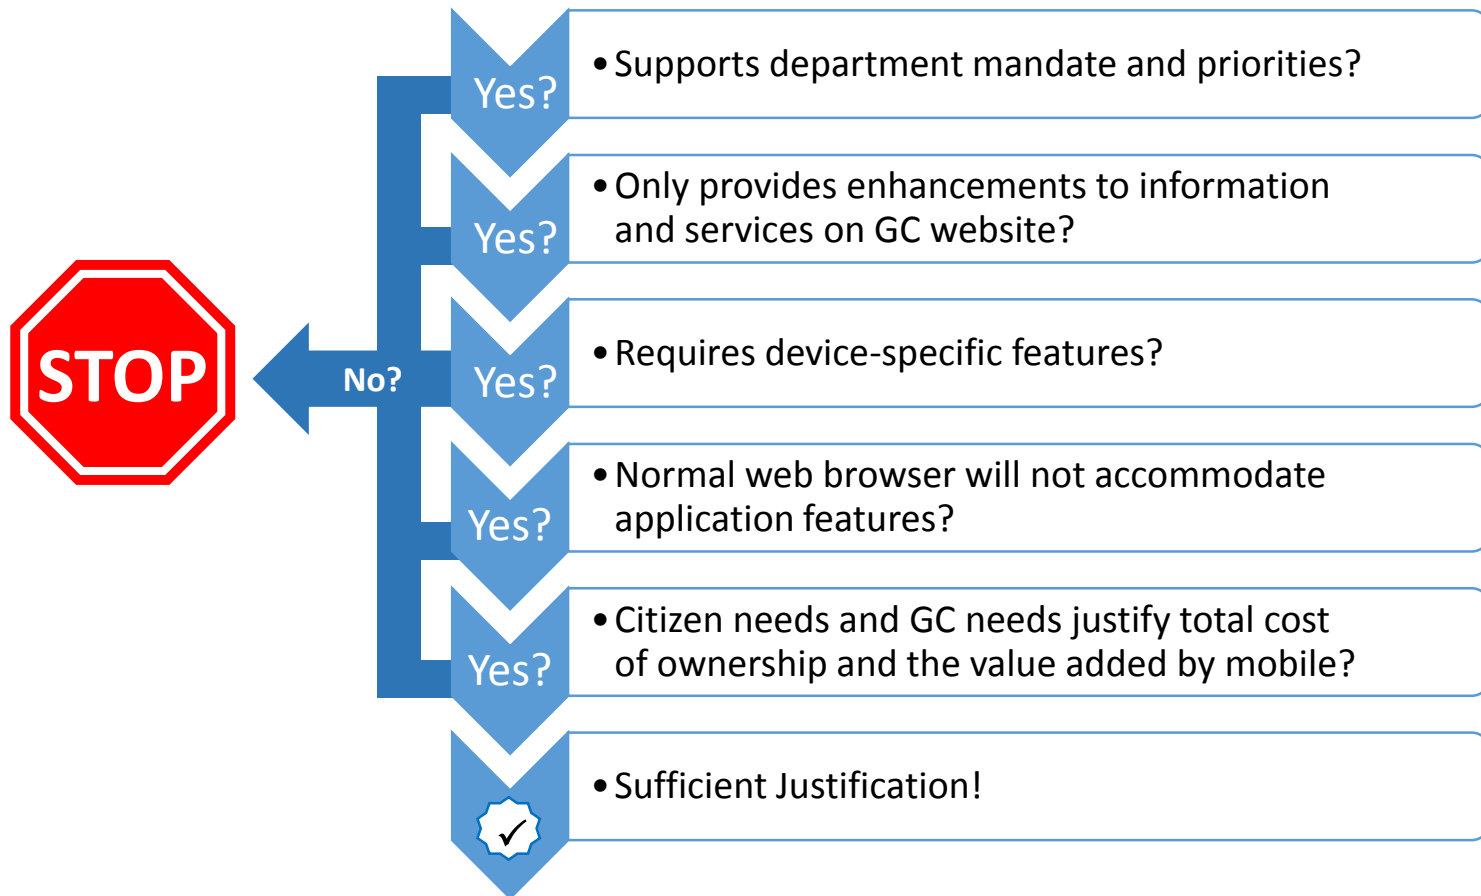 Yes?
• Supports department mandate and priorities?
Yes?
• Only provides enhancements to information
and services on GC website?
STOP
No?
Yes?
• Requires device-specific features?
Yes?
• Normal web browser will not accommodate
application features?
Yes?
• Citizen needs and GC needs justify total cost
of ownership and the value added by mobile?
• Sufficient Justification!